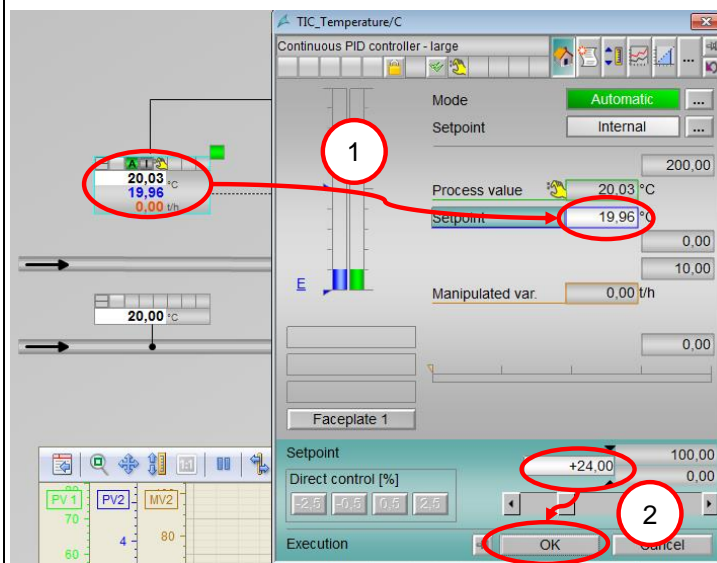 TIC_Temperature/C
Continuous PID controller - large
...
Mode Automatic ...
Setpoint Internal ...
1
A I
20,03 °C
19,96
0,00 t/h
200,00
Process value 20,03 °C
Setpoint 19,96 °C
0,00
10,00
E
Manipulated var. 0,00 t/h
20,00 °C
0,00
Faceplate 1
Setpoint
+24,00
100,00
0,00
Direct control [%]
-2,5 -0,5 0,5 2,5
2
Execution OK Cancel
1:1
PV 1 PV2 MV2
70
4
80
60